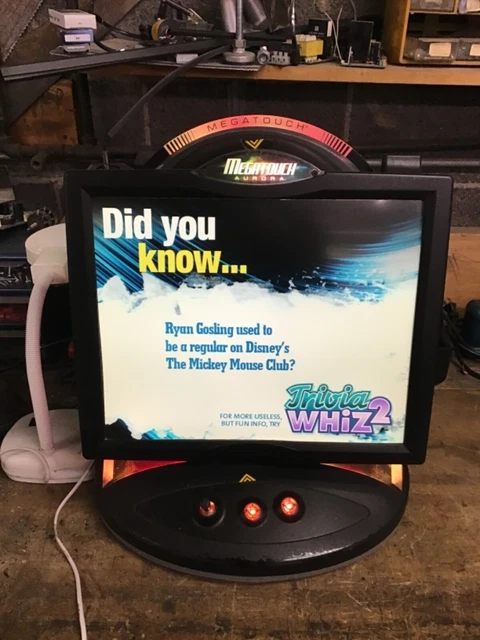 MEGATOUCH
MEGATOUCH
AURORA
Did you
know...
Ryan Gosling used to
be a regular on Disney's
The Mickey Mouse Club?
FOR MORE USELESS,
BUT FUN INFO, TRY
Trivia
WHiZ2